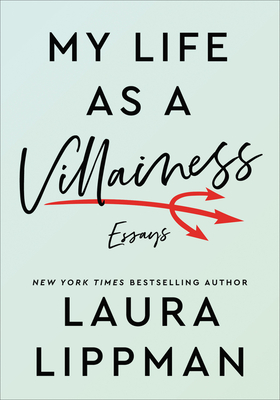 MY LIFE
AS A
Villainess
Essays
NEW YORK TIMES BESTSELLING AUTHOR
LAURA
LIPPMAN